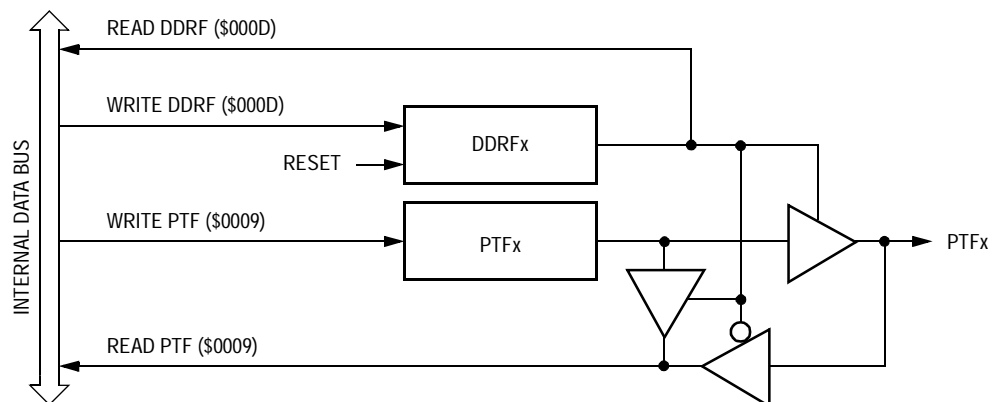 READ DDRF ($000D)
WRITE DDRF ($000D)
DDRFx
RESET
INTERNAL DATA BUS
WRITE PTF ($0009)
PTFx
PTFx
READ PTF ($0009)